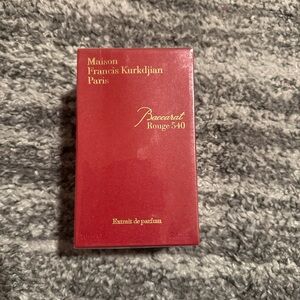 Maison
Francis Kurkdjian
Paris
Baccarat
Rouge 540
Extrait de parfum